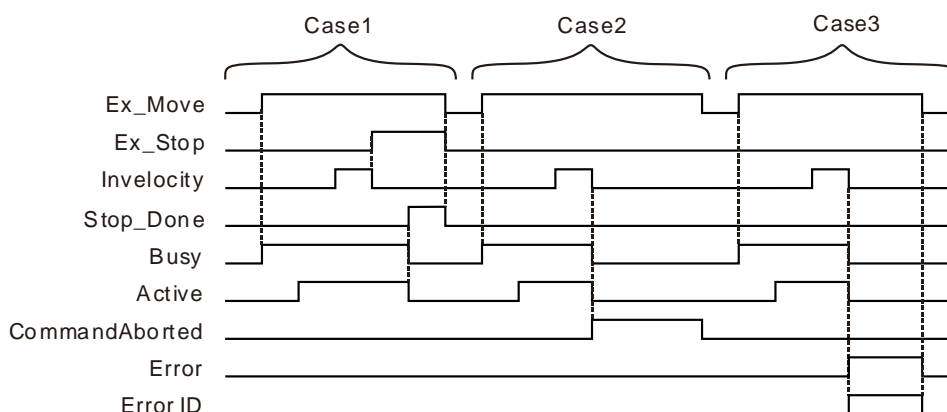 Case1 Case2 Case3
Ex_Move
Ex_Stop
Invelocity
Stop_Done
Busy
Active
CommandAborted
Error
Error ID